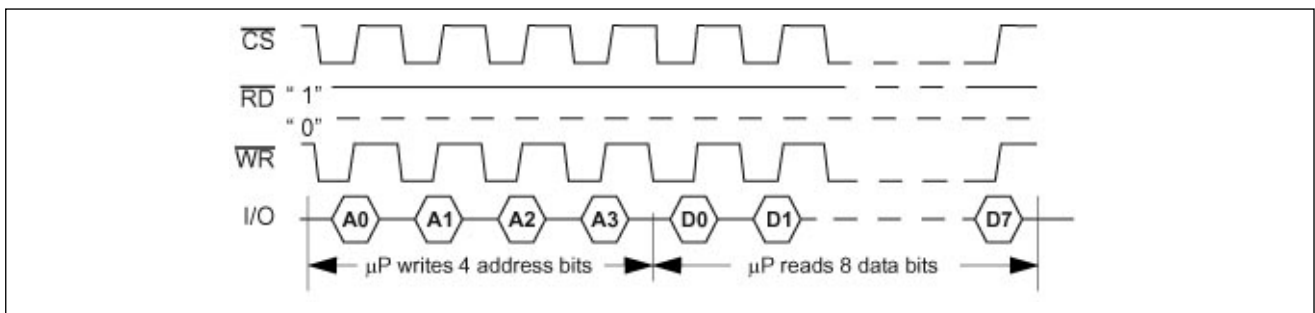 CS
RD “ 1”
“ 0”
WR
I/O A0 A1 A2 A3 D0 D1 D7
µP writes 4 address bits µP reads 8 data bits